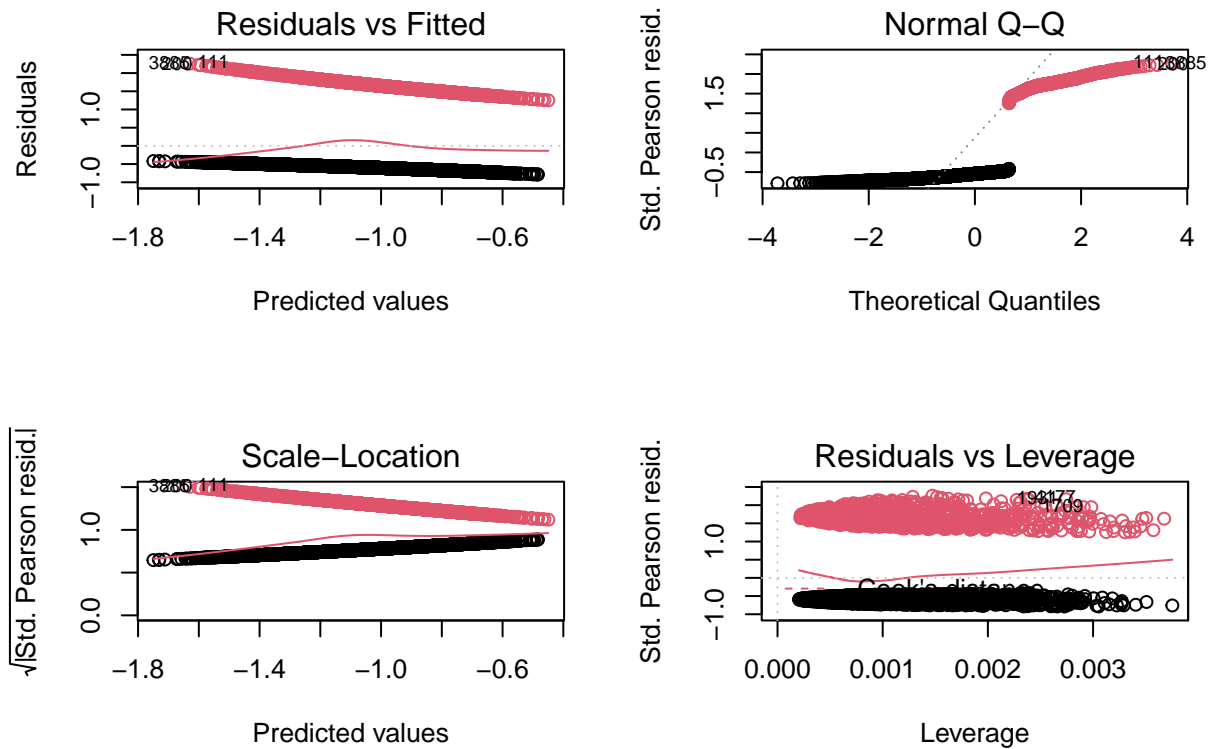 Residuals vs Fitted
Residuals
1.0
−1.0
111
−1.8
−1.4
−1.0
−0.6
Predicted values
Normal Q−Q
Std. Pearson resid.
1.5
−0.5
−4
−2
0
2
4
Theoretical Quantiles
Scale−Location
√|Std. Pearson resid.|
1.0
0.0
111
−1.8
−1.4
−1.0
−0.6
Predicted values
Residuals vs Leverage
Std. Pearson resid.
1.0
−1.0
1709
Cook's distance
0.000
0.001
0.002
0.003
Leverage